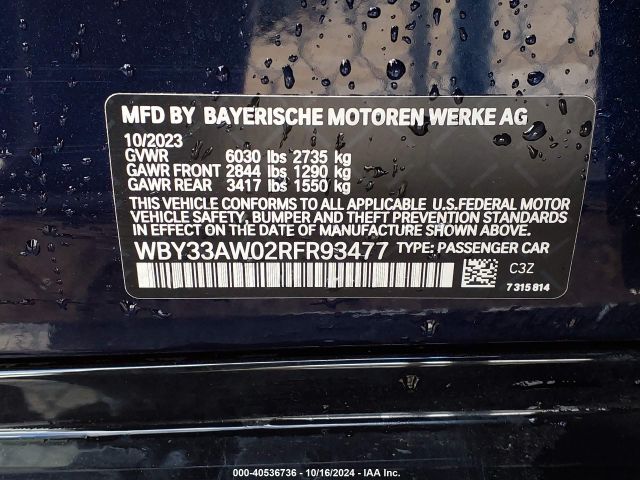 MFD BY BAYERISCHE MOTOREN WERKE AG
10/2023
GVWR 6030 lbs 2735 kg
GAWR FRONT 2844 lbs 1290 kg
GAWR REAR 3417 lbs 1550 kg
THIS VEHICLE CONFORMS TO ALL APPLICABLE U.S.FEDERAL MOTOR
VEHICLE SAFETY, BUMPER AND THEFT PREVENTION STANDARDS
IN EFFECT ON THE DATE OF MANUFACTURE SHOWN ABOVE.
WBY33AW02RFR93477 TYPE: PASSENGER CAR
C3Z
7 315 814
000-40536736 - 10/16/2024 - IAA Inc.